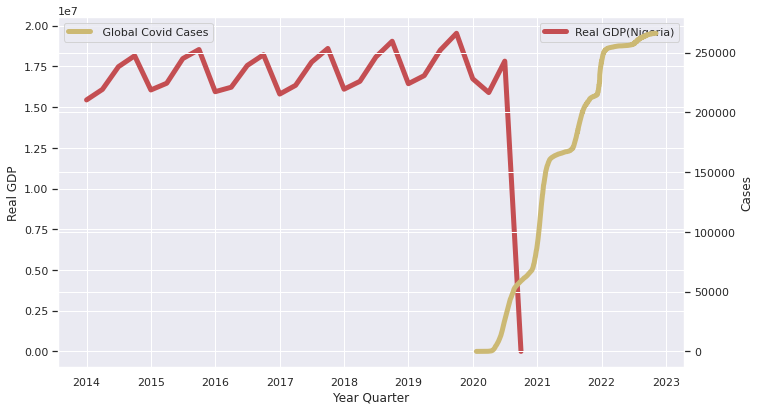 1e7
Global Covid Cases
Real GDP(Nigeria)
2.00
1.75
1.50
1.25
1.00
0.75
0.50
0.25
0.00
Real GDP
250000
200000
150000
100000
50000
0
Cases
2014 2015 2016 2017 2018 2019 2020 2021 2022 2023
Year Quarter